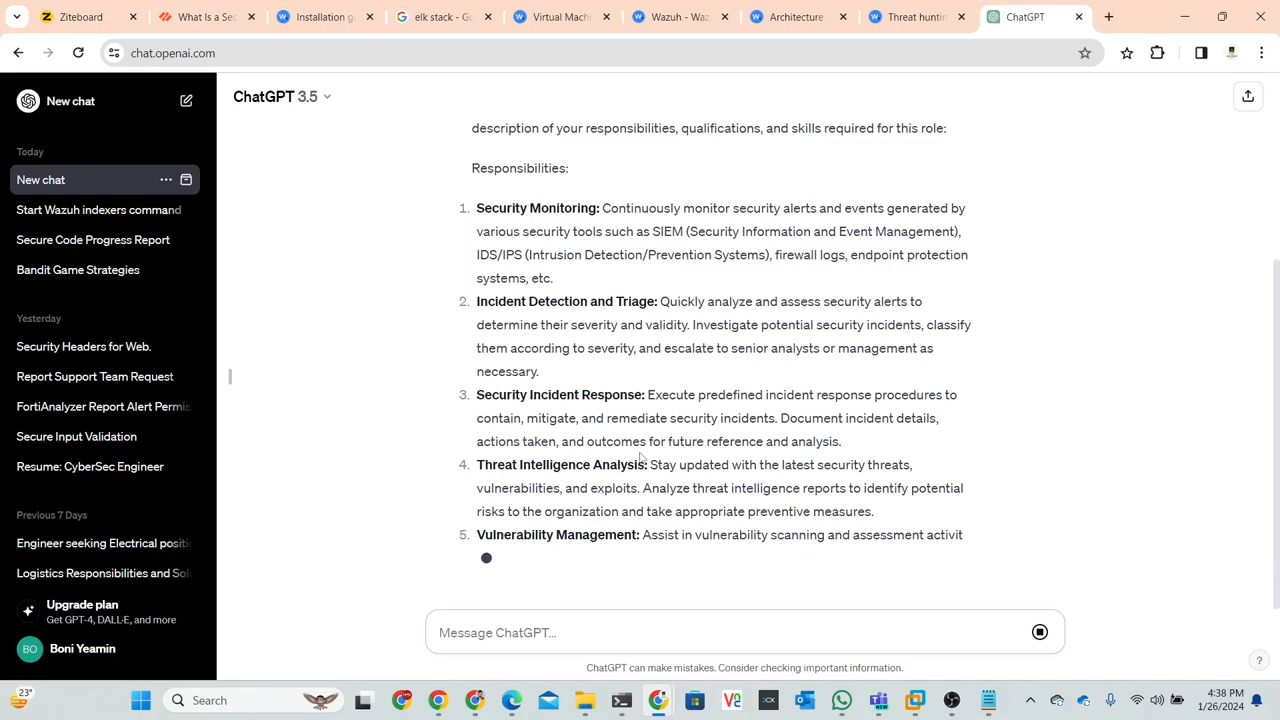 Ziteboard
What Is a Sec
Installation g
elk stack - Go
Virtual Machi
Wazuh - Waz
Architecture -
Threat huntin
ChatGPT
chat.openai.com
New chat
ChatGPT 3.5
Today
New chat
Start Wazuh indexers command
Secure Code Progress Report
Bandit Game Strategies
Yesterday
Security Headers for Web.
Report Support Team Request
FortiAnalyzer Report Alert Permis
Secure Input Validation
Resume: CyberSec Engineer
Previous 7 Days
Engineer seeking Electrical positi
Logistics Responsibilities and Sol
Upgrade plan
Get GPT-4, DALL·E, and more
BO Boni Yeamin
description of your responsibilities, qualifications, and skills required for this role:
Responsibilities:
1. Security Monitoring: Continuously monitor security alerts and events generated by
various security tools such as SIEM (Security Information and Event Management),
IDS/IPS (Intrusion Detection/Prevention Systems), firewall logs, endpoint protection
systems, etc.
2. Incident Detection and Triage: Quickly analyze and assess security alerts to
determine their severity and validity. Investigate potential security incidents, classify
them according to severity, and escalate to senior analysts or management as
necessary.
3. Security Incident Response: Execute predefined incident response procedures to
contain, mitigate, and remediate security incidents. Document incident details,
actions taken, and outcomes for future reference and analysis.
4. Threat Intelligence Analysis: Stay updated with the latest security threats,
vulnerabilities, and exploits. Analyze threat intelligence reports to identify potential
risks to the organization and take appropriate preventive measures.
5. Vulnerability Management: Assist in vulnerability scanning and assessment activit
Message ChatGPT...
ChatGPT can make mistakes. Consider checking important information.
?
23°
Search
4:38 PM
1/26/2024